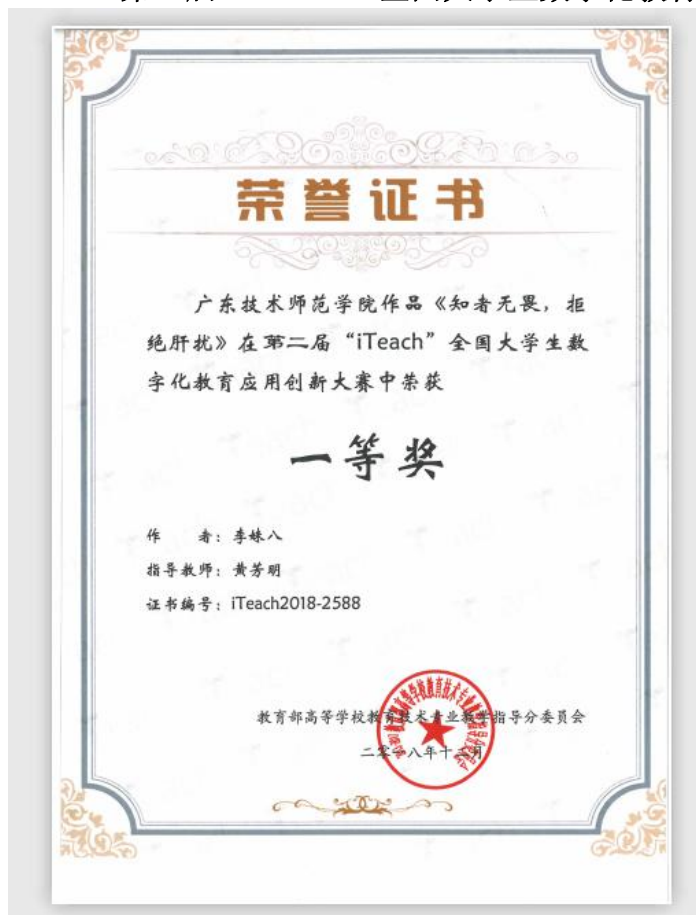 荣誉证书
广东技术师范学院作品《知者无畏，拒
绝肝扰》在第二届“iTeach”全国大学生数
字化教育应用创新大赛中荣获
一等奖
作 者：李妹八
指导教师：黄芳明
证书编号：iTeach2018-2588
教育部高等学校教育技术专业教学指导分委员会
二零一八年十二月